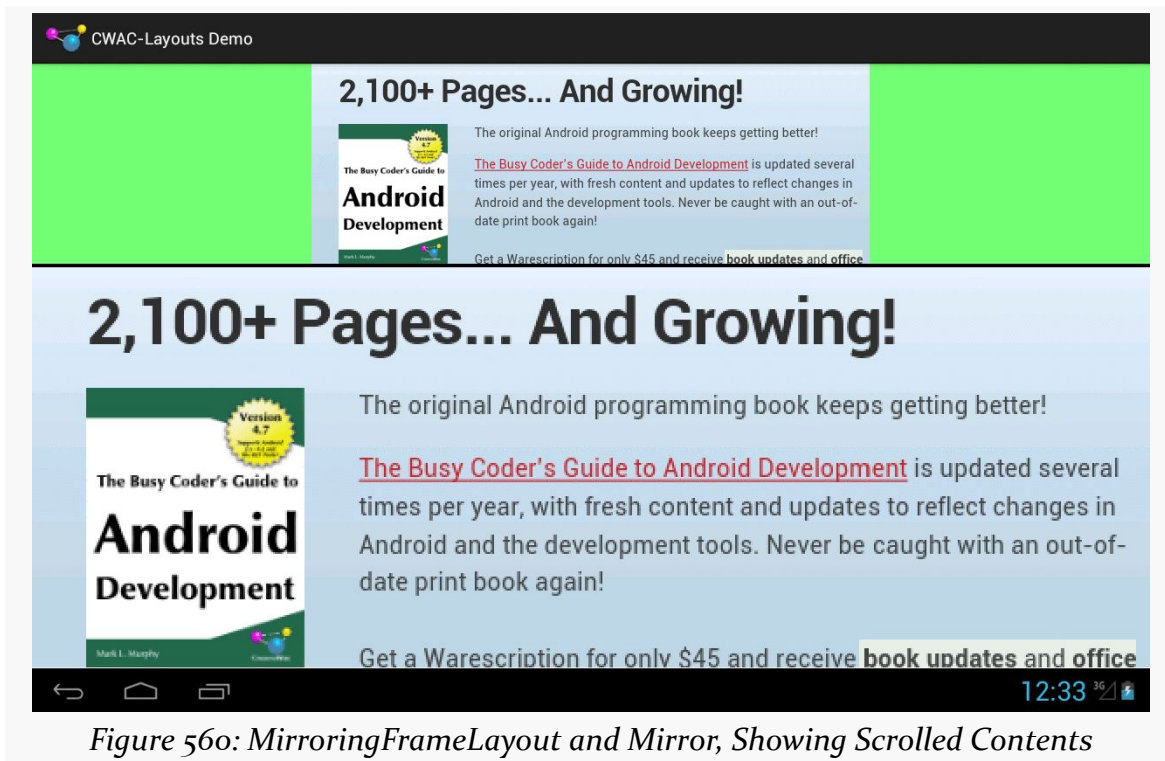 CWAC-Layouts Demo
2,100+ Pages... And Growing!
Version
4.7
The Busy Coder's Guide to
Android
Development
Mark L. Murphy
The original Android programming book keeps getting better!
The Busy Coder's Guide to Android Development is updated several
times per year, with fresh content and updates to reflect changes in
Android and the development tools. Never be caught with an out-of-
date print book again!
Get a Warescription for only $45 and receive book updates and office
2,100+ Pages... And Growing!
Version
4.7
The Busy Coder's Guide to
Android
Development
Mark L. Murphy
CommonsWare
The original Android programming book keeps getting better!
The Busy Coder's Guide to Android Development is updated several
times per year, with fresh content and updates to reflect changes in
Android and the development tools. Never be caught with an out-of-
date print book again!
Get a Warescription for only $45 and receive book updates and office
12:33 3G
Figure 560: MirroringFrameLayout and Mirror, Showing Scrolled Contents